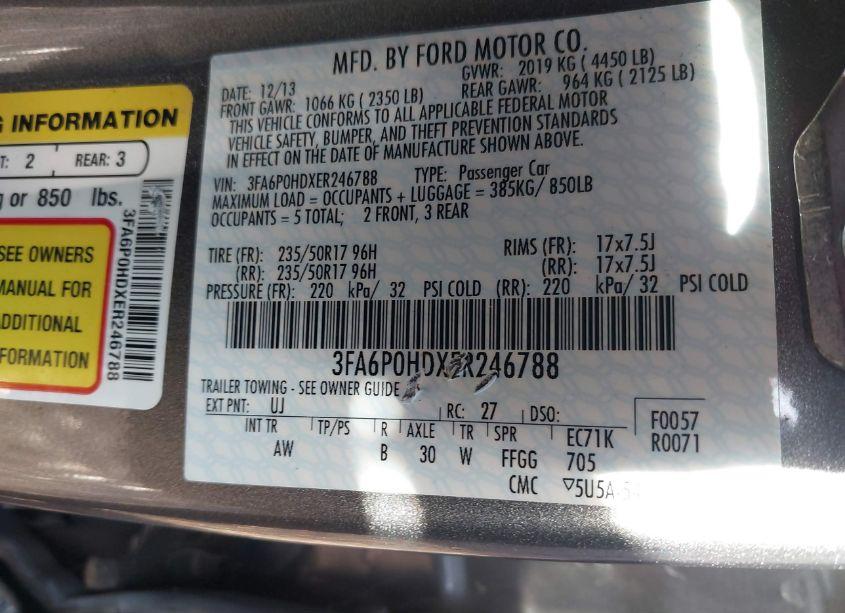 G INFORMATION
T: 2 REAR: 3
g or 850 lbs.
SEE OWNERS
MANUAL FOR
ADDITIONAL
INFORMATION
3FA6P0HDXER246788
MFD. BY FORD MOTOR CO.
DATE: 12/13 GVWR: 2019 KG ( 4450 LB)
FRONT GAWR: 1066 KG ( 2350 LB) REAR GAWR: 964 KG ( 2125 LB)
THIS VEHICLE CONFORMS TO ALL APPLICABLE FEDERAL MOTOR
VEHICLE SAFETY, BUMPER, AND THEFT PREVENTION STANDARDS
IN EFFECT ON THE DATE OF MANUFACTURE SHOWN ABOVE.
VIN: 3FA6P0HDXER246788 TYPE: Passenger Car
MAXIMUM LOAD = OCCUPANTS + LUGGAGE = 385KG/ 850LB
OCCUPANTS = 5 TOTAL; 2 FRONT, 3 REAR
TIRE (FR): 235/50R17 96H RIMS (FR): 17x7.5J
(RR): 235/50R17 96H (RR): 17x7.5J
PRESSURE (FR): 220 kPa/ 32 PSI COLD (RR): 220 kPa/ 32 PSI COLD
3FA6P0HDXER246788
TRAILER TOWING - SEE OWNER GUIDE
EXT PNT: UJ RC: 27 DSO: F0057
INT TR TP/PS R AXLE TR SPR EC71K R0071
AW B 30 W FFGG 705
CMC ▽5U5A-54